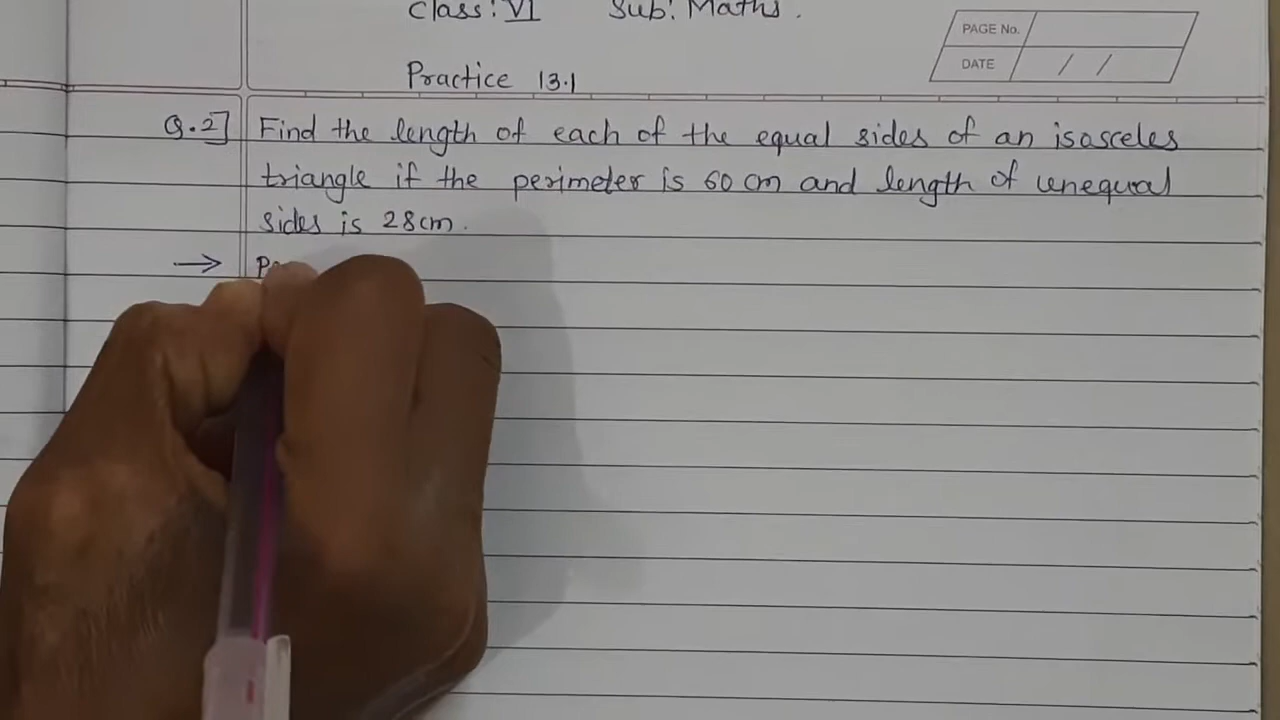 Class: VI Sub: Maths.
PAGE No.
DATE / /
Practice 13.1
Q.2] Find the length of each of the equal sides of an isosceles
triangle if the perimeter is 60 cm and length of unequal
sides is 28cm.
→